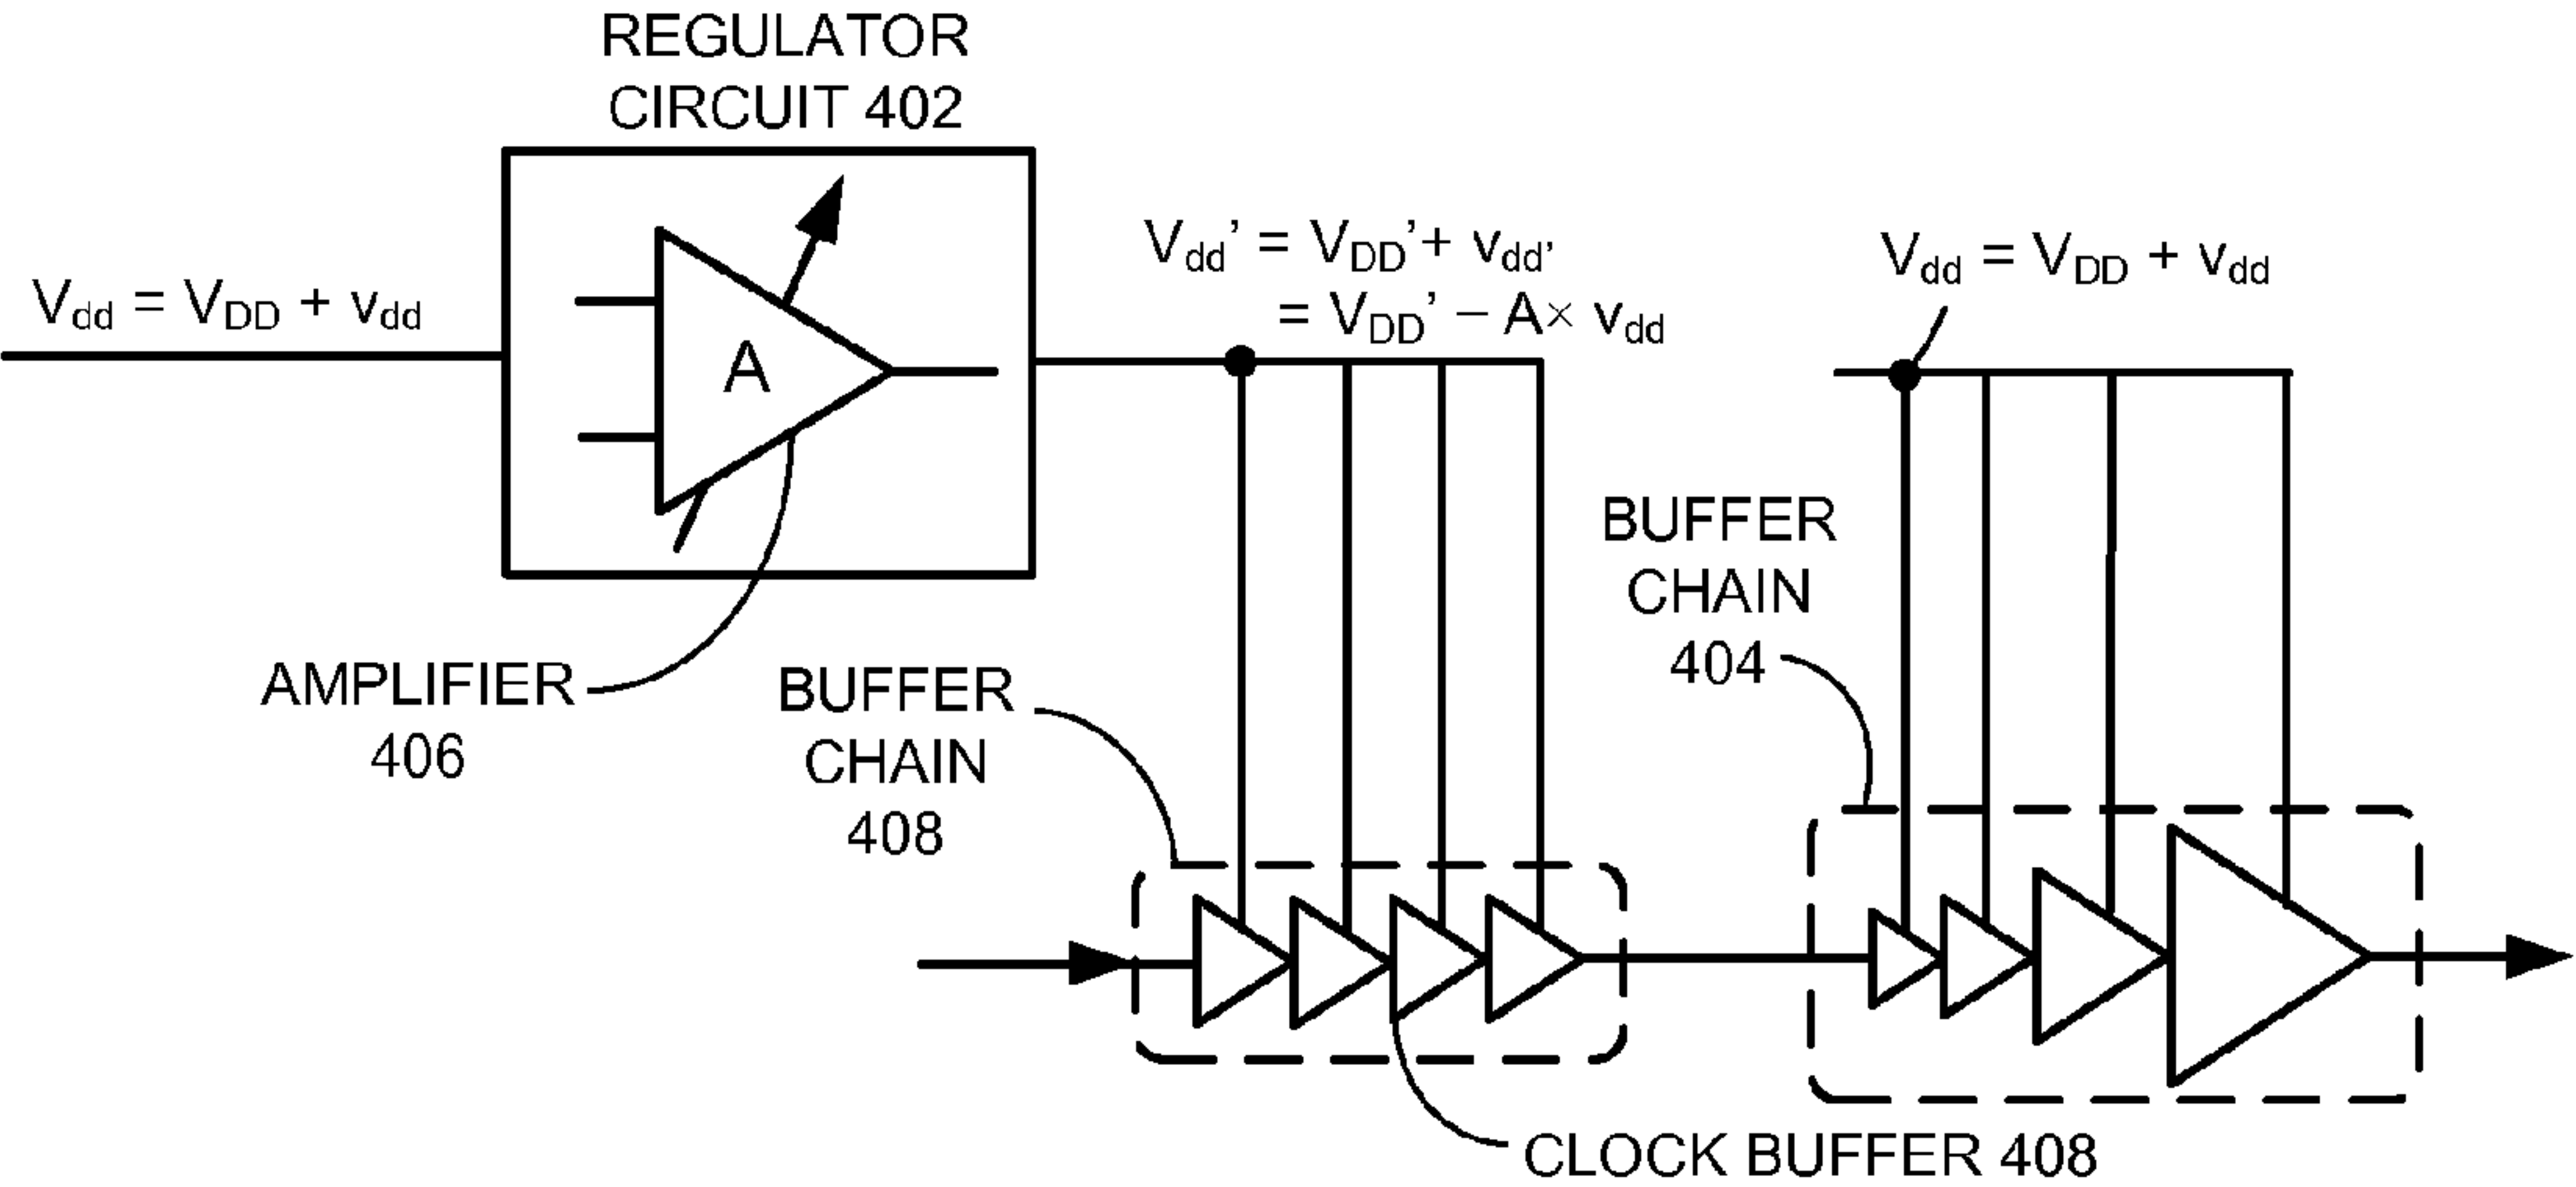 REGULATOR
CIRCUIT 402
Vdd = VDD + vdd
A
Vdd’ = VDD’+ vdd’
= VDD’ – A× vdd
Vdd = VDD + vdd
BUFFER
CHAIN
404
AMPLIFIER
406
BUFFER
CHAIN
408
CLOCK BUFFER 408